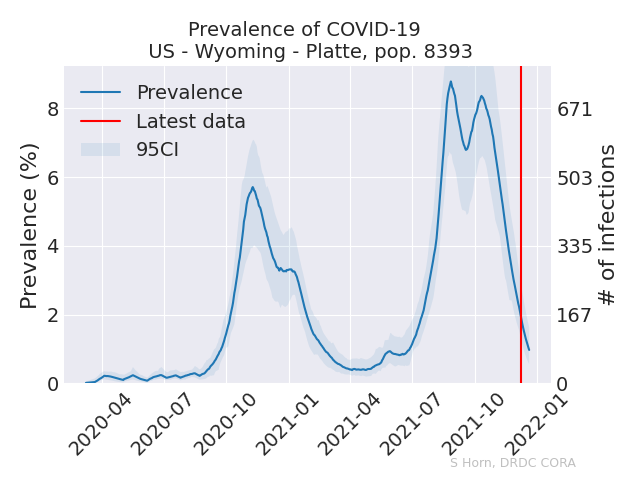 Prevalence of COVID-19
US - Wyoming - Platte, pop. 8393
Prevalence
Latest data
95CI
Prevalence (%)
8
6
4
2
0
# of infections
671
503
335
167
0
2020-04
2020-07
2020-10
2021-01
2021-04
2021-07
2021-10
2022-01
S Horn, DRDC CORA